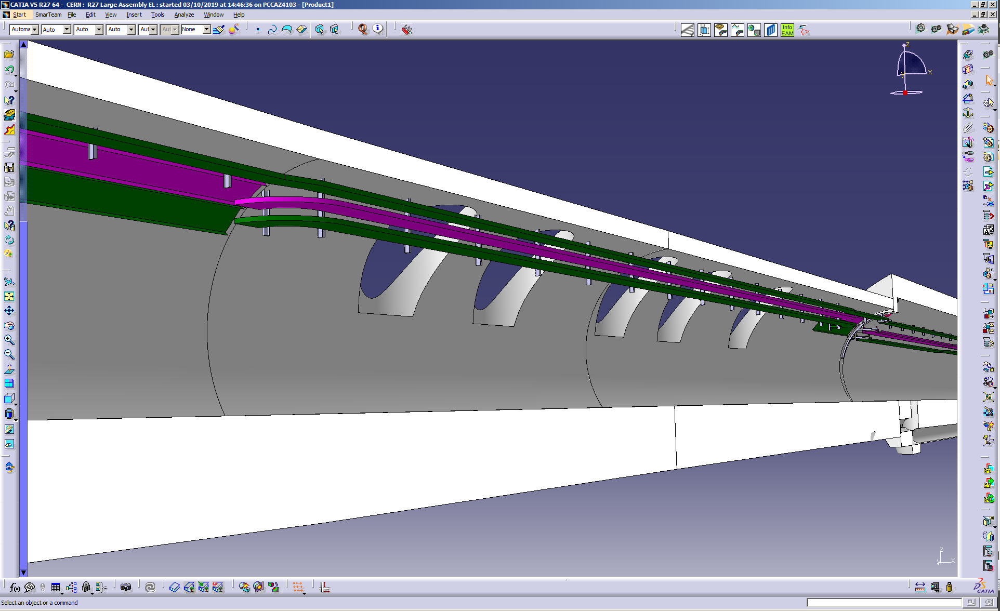 CATIA V5 R27 64 - CERN : R27 Large Assembly EL : started 03/10/2019 at 14:46:36 on PCCAZ4103 - [Product1]
Start SmarTeam File Edit View Insert Tools Analyze Window Help
Automa Auto Auto Auto Aut Aut None
Info
EAM
z
x
y
z
y x
f(x)
DS
CATIA
Select an object or a command